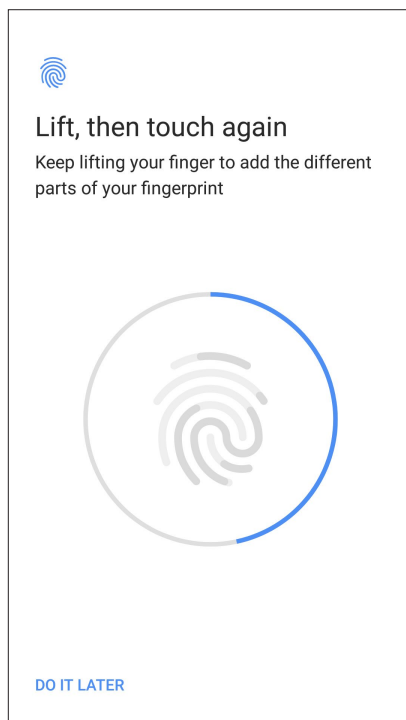 Lift, then touch again
Keep lifting your finger to add the different
parts of your fingerprint
DO IT LATER